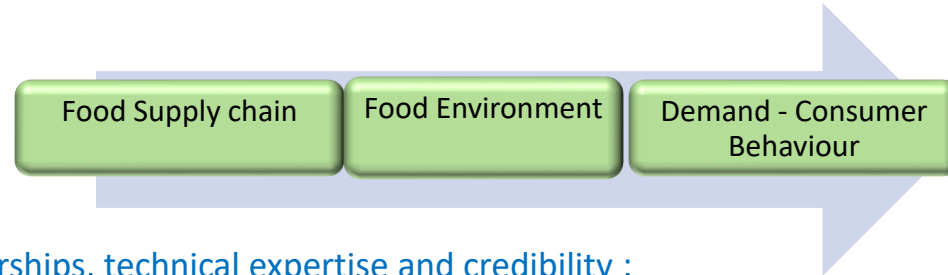 Food Supply chain
Food Environment
Demand - Consumer
Behaviour
technical expertise and credibility :